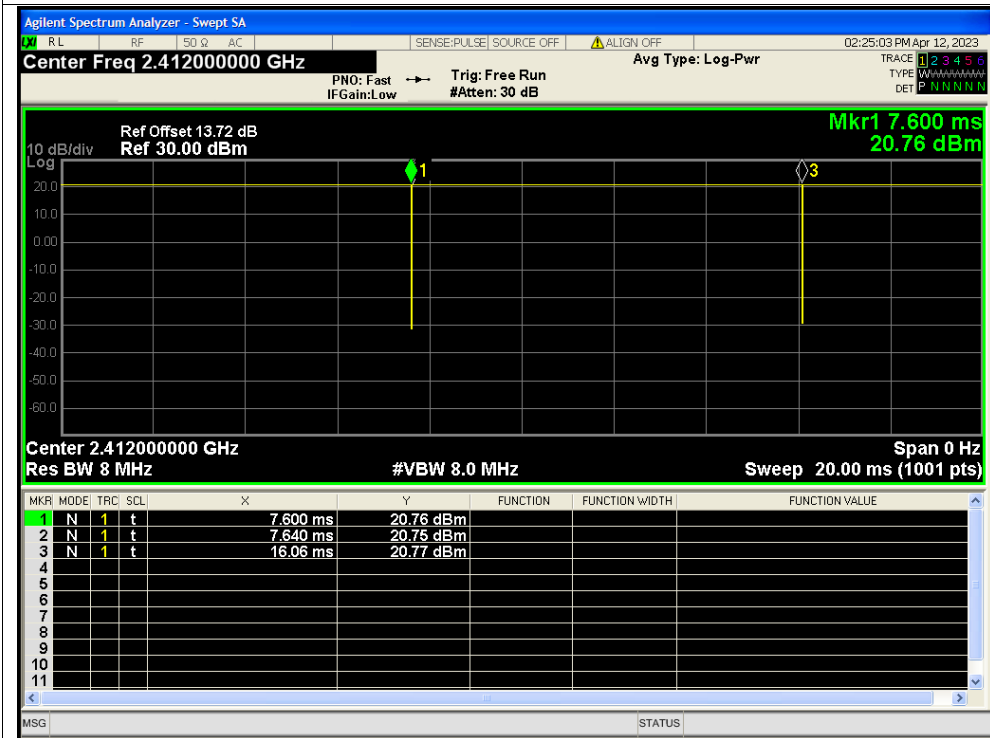 Agilent Spectrum Analyzer - Swept SA
LXI RL RF 50 Ω AC SENSE:PULSE SOURCE OFF ALIGN OFF 02:25:03 PM Apr 12, 2023
Center Freq 2.412000000 GHz Avg Type: Log-Pwr TRACE 1 2 3 4 5 6
PNO: Fast Trig: Free Run TYPE WWWWWW
IFGain:Low #Atten: 30 dB DET P N N N N N
Mkr1 7.600 ms
Ref Offset 13.72 dB
10 dB/div Ref 30.00 dBm 20.76 dBm
Log
1 3
20.0
10.0
0.00
-10.0
-20.0
-30.0
-40.0
-50.0
-60.0
Center 2.412000000 GHz Span 0 Hz
Res BW 8 MHz #VBW 8.0 MHz Sweep 20.00 ms (1001 pts)
MKR MODE TRC SCL X Y FUNCTION FUNCTION WIDTH FUNCTION VALUE
1 N 1 t 7.600 ms 20.76 dBm
2 N 1 t 7.640 ms 20.75 dBm
3 N 1 t 16.06 ms 20.77 dBm
4
5
6
7
8
9
10
11
MSG STATUS